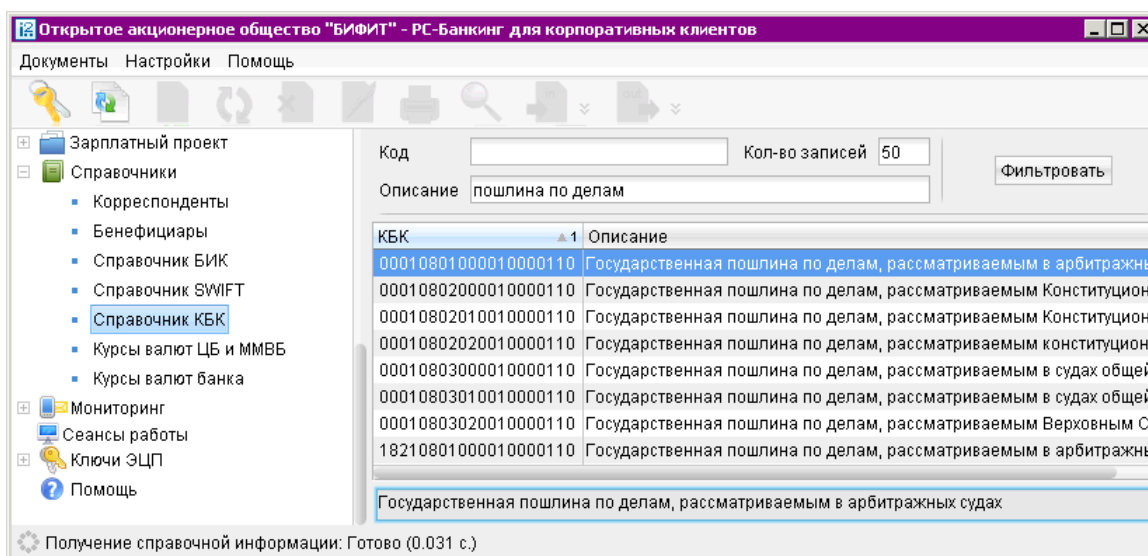 Открытое акционерное общество "БИФИТ" - РС-Банкинг для корпоративных клиентов
Документы Настройки Помощь
Зарплатный проект
Справочники
Корреспонденты
Бенефициары
Справочник БИК
Справочник SWIFT
Справочник КБК
Курсы валют ЦБ и ММВБ
Курсы валют банка
Мониторинг
Сеансы работы
Ключи ЭЦП
Помощь
Код Кол-во записей 50
Фильтровать
Описание пошлина по делам
КБК 1 Описание
00010801000010000110 Государственная пошлина по делам, рассматриваемым в арбитражны
00010802000010000110 Государственная пошлина по делам, рассматриваемым Конституцион
00010802010010000110 Государственная пошлина по делам, рассматриваемым Конституцион
00010802020010000110 Государственная пошлина по делам, рассматриваемым конституцион
00010803000010000110 Государственная пошлина по делам, рассматриваемым в судах общей
00010803010010000110 Государственная пошлина по делам, рассматриваемым в судах общей
00010803020010000110 Государственная пошлина по делам, рассматриваемым Верховным С
18210801000010000110 Государственная пошлина по делам, рассматриваемым в арбитражны
Государственная пошлина по делам, рассматриваемым в арбитражных судах
Получение справочной информации: Готово (0.031 с.)